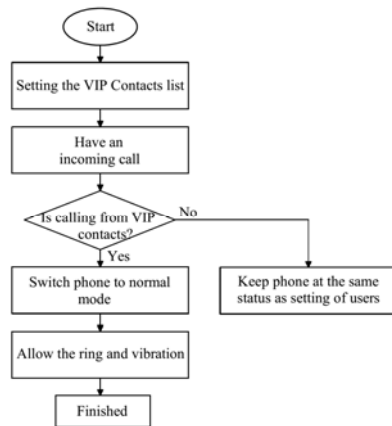 Start
Setting the VIP Contacts list
Have an
incoming call
Is calling from VIP
contacts?
No
Yes
Switch phone to normal
mode
Keep phone at the same
status as setting of users
Allow the ring and vibration
Finished